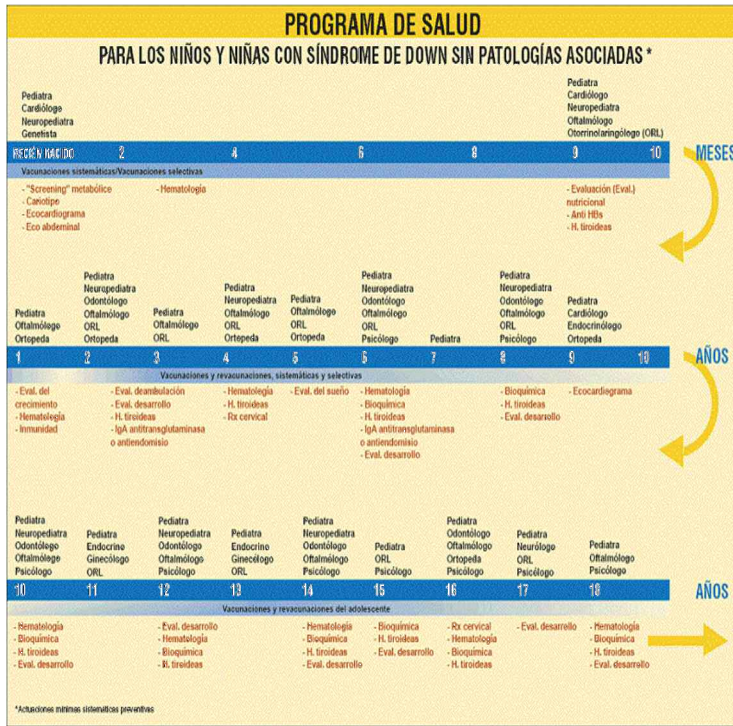 PROGRAMA DE SALUD
PARA LOS NIÑOS Y NIÑAS CON SÍNDROME DE DOWN SIN PATOLOGÍAS ASOCIADAS *
Pediatra
Cardiólogo
Neuropediatra
Genetista
Pediatra
Cardiólogo
Neuropediatra
Oftalmólogo
Otorrinolaringólogo (ORL)
RECIÉN NACIDO 2 4 6 8 9 10 MESES
Vacunaciones sistemáticas/Vacunaciones selectivas
- "Screening" metabólico
- Cariotipo
- Ecocardiograma
- Eco abdominal
- Hematología
- Evaluación (Eval.)
nutricional
- Anti HBs
- H. tiroideas
Pediatra
Oftalmólogo
Ortopeda
Pediatra
Neuropediatra
Odontólogo
Oftalmólogo
ORL
Ortopeda
Pediatra
Oftalmólogo
ORL
Pediatra
Neuropediatra
Oftalmólogo
ORL
Ortopeda
Pediatra
Oftalmólogo
ORL
Ortopeda
Pediatra
Neuropediatra
Odontólogo
Oftalmólogo
ORL
Psicólogo
Pediatra
Pediatra
Neuropediatra
Odontólogo
Oftalmólogo
ORL
Psicólogo
Pediatra
Cardiólogo
Endocrinólogo
ORL
1 2 3 4 5 6 7 8 9 10 AÑOS
Vacunaciones y revacunaciones, sistemáticas y selectivas
- Eval. del
crecimiento
- Hematología
- Inmunidad
- Eval. deambulación
- Eval. desarrollo
- H. tiroideas
- IgA antitransglutaminasa
o antiendomisio
- Hematología
- H. tiroideas
- Rx cervical
- Eval. del sueño
- Hematología
- Bioquímica
- H. tiroideas
- IgA antitransglutaminasa
o antiendomisio
- Eval. desarrollo
- Bioquímica
- H. tiroideas
- Eval. desarrollo
- Ecocardiograma
Pediatra
Neuropediatra
Odontólogo
Oftalmólogo
Psicólogo
Pediatra
Endocrino
Ginecólogo
ORL
Pediatra
Neuropediatra
Odontólogo
Oftalmólogo
Psicólogo
Pediatra
Endocrino
Ginecólogo
ORL
Pediatra
Neuropediatra
Odontólogo
Oftalmólogo
Psicólogo
Pediatra
ORL
Psicólogo
Pediatra
Odontólogo
Oftalmólogo
Ortopeda
Psicólogo
Pediatra
Neurólogo
ORL
Psicólogo
Pediatra
Oftalmólogo
Psicólogo
10 11 12 13 14 15 16 17 18 AÑOS
Vacunaciones y revacunaciones del adolescente
- Hematología
- Bioquímica
- H. tiroideas
- Eval. desarrollo
- Eval. desarrollo
- Hematología
- Bioquímica
- H. tiroideas
- Hematología
- Bioquímica
- H. tiroideas
- Eval. desarrollo
- Bioquímica
- H. tiroideas
- Eval. desarrollo
- Rx cervical
- Hematología
- Bioquímica
- H. tiroideas
- Eval. desarrollo
- Hematología
- Bioquímica
- H. tiroideas
- Eval. desarrollo
*Actuaciones mínimas sistemáticas preventivas